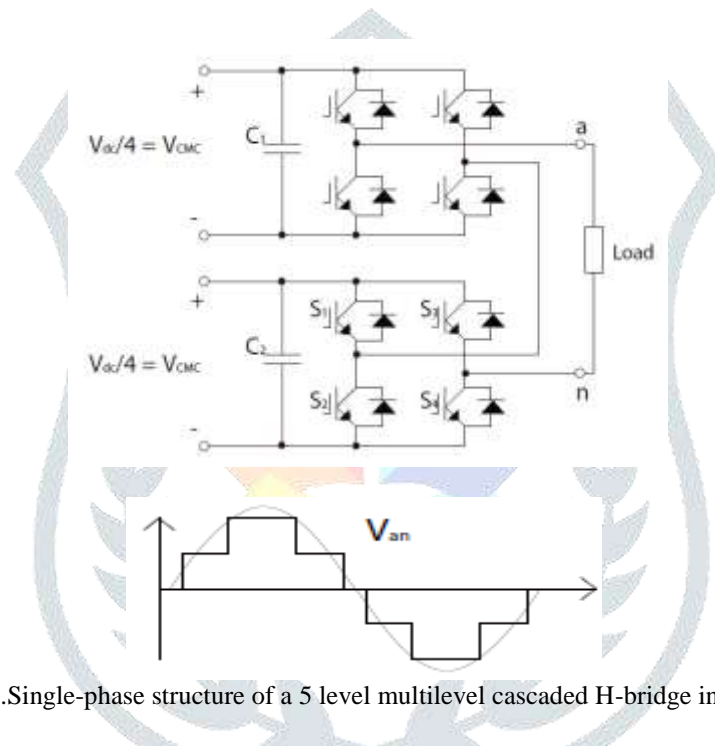 +
Vdc/4 = VCMC
C1
-
a
Load
+
Vdc/4 = VCMC
C2
-
S1
S3
S2
S4
n
Van
.Single-phase structure of a 5 level multilevel cascaded H-bridge in